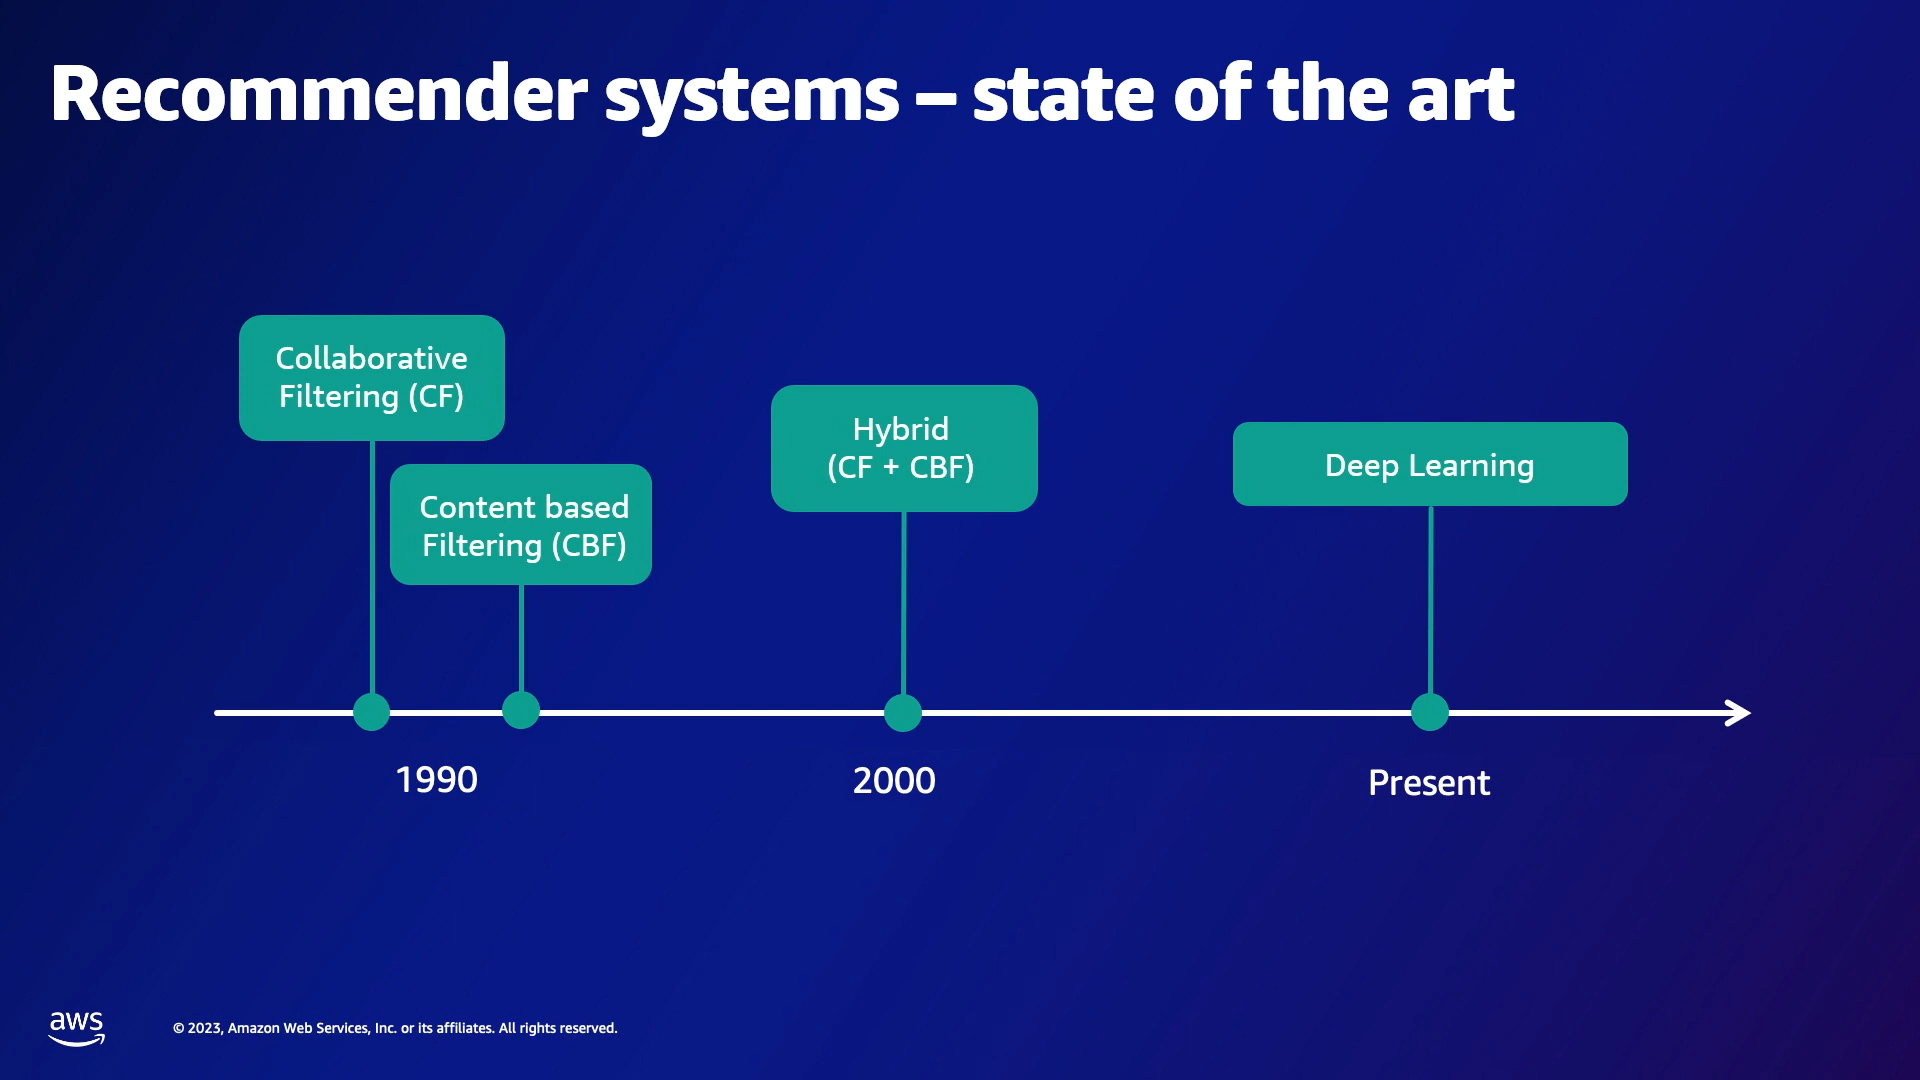 Recommender systems – state of the art
Collaborative
Filtering (CF)
Content based
Filtering (CBF)
Hybrid
(CF + CBF)
Deep Learning
1990
2000
Present
aws
© 2023, Amazon Web Services, Inc. or its affiliates. All rights reserved.